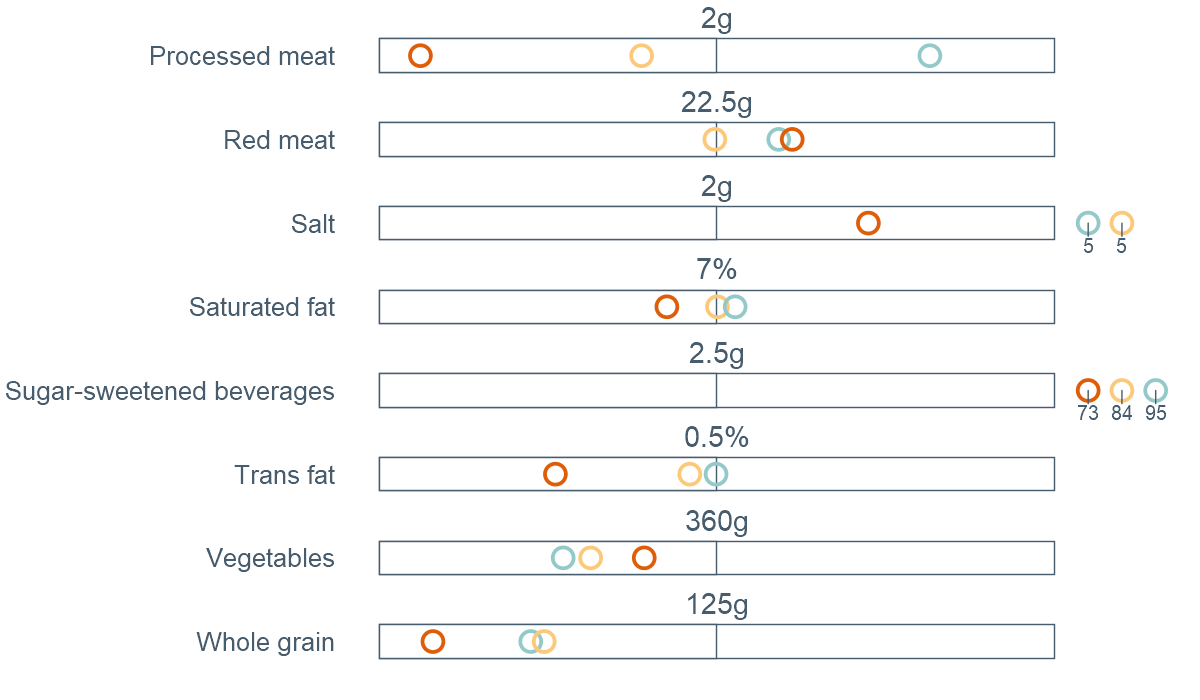 2g
Processed meat
22.5g
Red meat
2g
Salt
5 5
7%
Saturated fat
2.5g
Sugar-sweetened beverages
73 84 95
0.5%
Trans fat
360g
Vegetables
125g
Whole grain